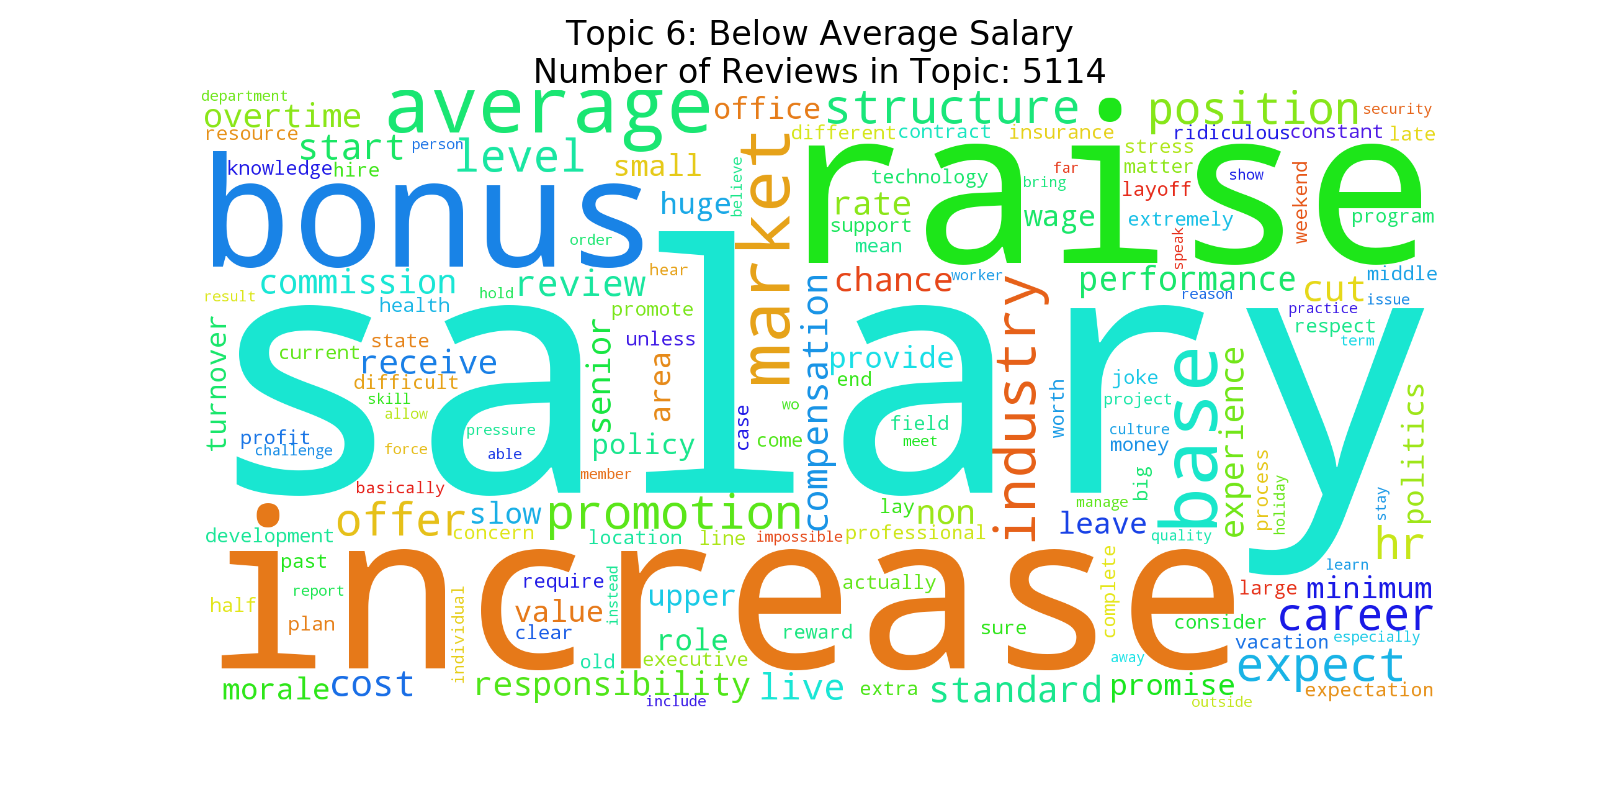 Topic 6: Below Average Salary
Number of Reviews in Topic: 5114
department
overtime
average
office
structure
position
security
resource
start
person
level
different
contract
insurance
ridiculous
constant
late
knowledge
hire
small
believe
market
raise
stress
matter
technology
far
bring
layoff
show
weekend
bonus
huge
rate
support
mean
wage
extremely
program
order
speak
commission
review
hear
chance
worker
performance
cut
middle
result
health
hold
promote
reason
practice
issue
turnover
current
state
receive
senior
unless
area
compensation
provide
industry
respect
term
salary
difficult
skill
allow
end
wo
case
worth
joke
project
base
experience
politics
profit
challenge
pressure
able
force
policy
come
field
meet
culture
money
basically
member
big
process
holiday
stay
offer
slow
promotion
lay
non
manage
leave
development
concern
location
line
impossible
professional
quality
hr
increase
past
report
require
instead
upper
actually
complete
learn
large
minimum
half
plan
individual
value
clear
role
reward
sure
consider
career
vacation
especially
old
executive
away
expect
morale
cost
responsibility
include
live
extra
standard
promise
outside
expectation